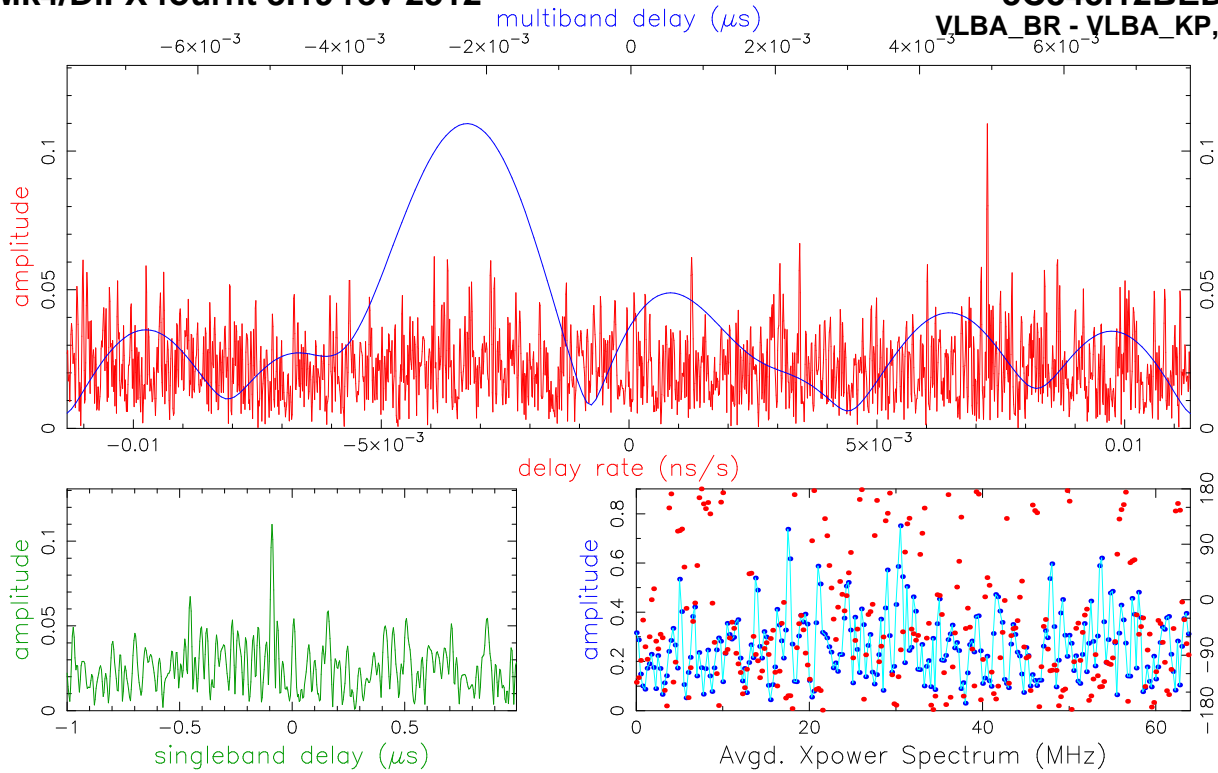 multiband delay (μs)
VLBA_BR - VLBA_KP,
−6×10⁻³ −4×10⁻³ −2×10⁻³ 0 2×10⁻³ 4×10⁻³ 6×10⁻³
amplitude
0 0.05 0.1
0 0.05 0.1
−0.01 −5×10⁻³ 0 5×10⁻³ 0.01
delay rate (ns/s)
amplitude
0 0.05 0.1
−1 −0.5 0 0.5
singleband delay (μs)
amplitude
0 0.2 0.4 0.6 0.8
−180 −90 0 90 180
0 20 40 60
Avgd. Xpower Spectrum (MHz)